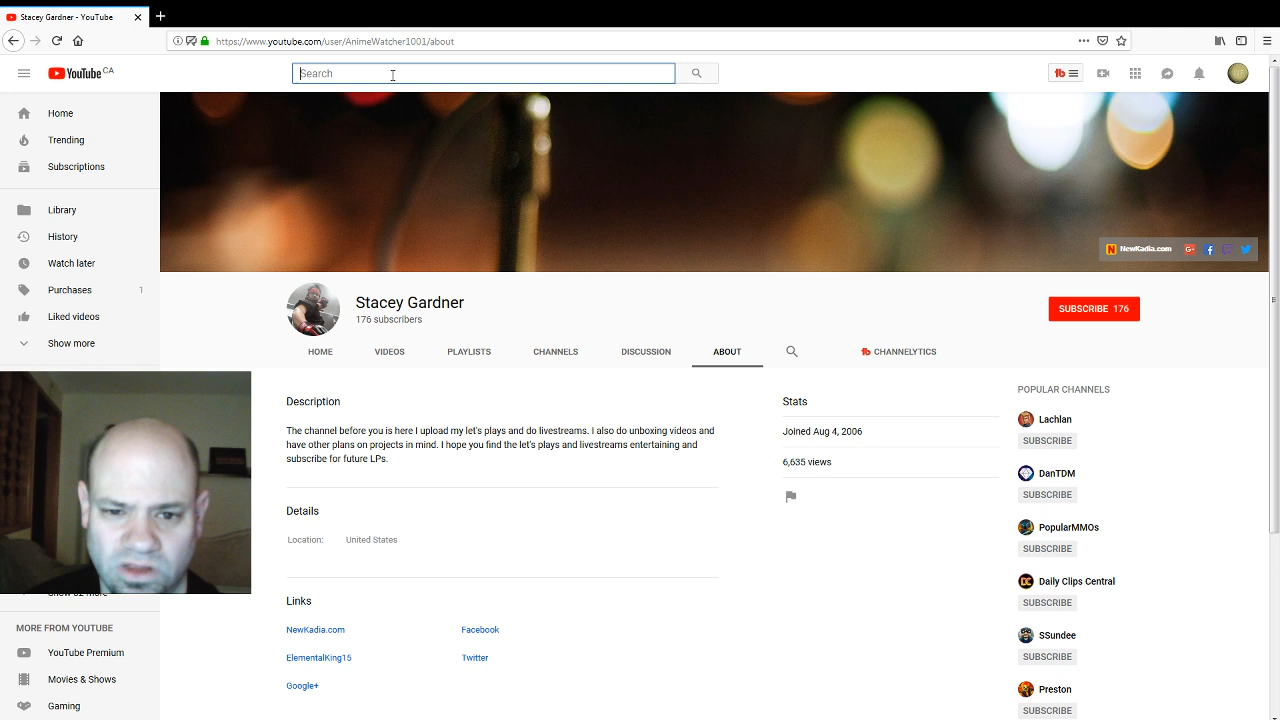 Stacey Gardner - YouTube
https://www.youtube.com/user/AnimeWatcher1001/about
YouTube CA
Search
Home
Trending
Subscriptions
Library
History
Watch later
Purchases 1
Liked videos
Show more
NewKadia.com
Stacey Gardner
176 subscribers
SUBSCRIBE 176
HOME VIDEOS PLAYLISTS CHANNELS DISCUSSION ABOUT CHANNELYTICS
Description
The channel before you is here I upload my let's plays and do livestreams. I also do unboxing videos and
have other plans on projects in mind. I hope you find the let's plays and livestreams entertaining and
subscribe for future LPs.
Details
Location: United States
Links
NewKadia.com Facebook
ElementalKing15 Twitter
Google+
Stats
Joined Aug 4, 2006
6,635 views
POPULAR CHANNELS
Lachlan
SUBSCRIBE
DanTDM
SUBSCRIBE
PopularMMOs
SUBSCRIBE
Daily Clips Central
SUBSCRIBE
SSundee
SUBSCRIBE
Preston
SUBSCRIBE
MORE FROM YOUTUBE
YouTube Premium
Movies & Shows
Gaming